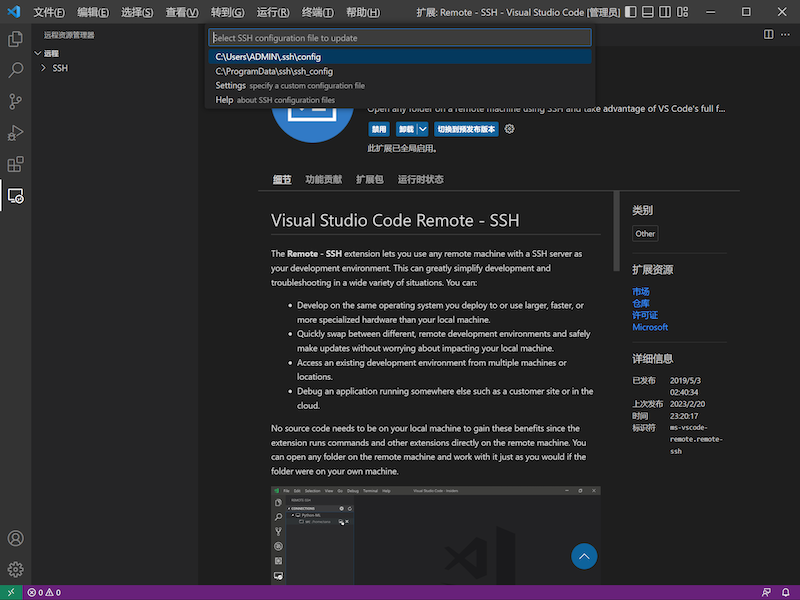 文件(F) 编辑(E) 选择(S) 查看(V) 转到(G) 运行(R) 终端(T) 帮助(H) 扩展: Remote - SSH - Visual Studio Code [管理员]
远程资源管理器
远程
SSH
Select SSH configuration file to update
C:\Users\ADMIN\.ssh\config
C:\ProgramData\ssh\ssh_config
Settings specify a custom configuration file
Help about SSH configuration files
Open any folder on a remote machine using SSH and take advantage of VS Code's full f...
禁用 卸载 切换到预发布版本
此扩展已全局启用。
细节 功能贡献 扩展包 运行时状态
Visual Studio Code Remote - SSH
The Remote - SSH extension lets you use any remote machine with a SSH server as
your development environment. This can greatly simplify development and
troubleshooting in a wide variety of situations. You can:
• Develop on the same operating system you deploy to or use larger, faster, or
more specialized hardware than your local machine.
• Quickly swap between different, remote development environments and safely
make updates without worrying about impacting your local machine.
• Access an existing development environment from multiple machines or
locations.
• Debug an application running somewhere else such as a customer site or in the
cloud.
No source code needs to be on your local machine to gain these benefits since the
extension runs commands and other extensions directly on the remote machine. You
can open any folder on the remote machine and work with it just as you would if the
folder were on your own machine.
File Edit Selection View Go Debug Terminal Help
CONNECTIONS
类别
Other
扩展资源
市场
仓库
许可证
Microsoft
详细信息
已发布 2019/5/3
02:40:34
上次发布 2023/2/20
时间 23:20:17
标识符 ms-vscode-
remote.remote-
ssh
0 0